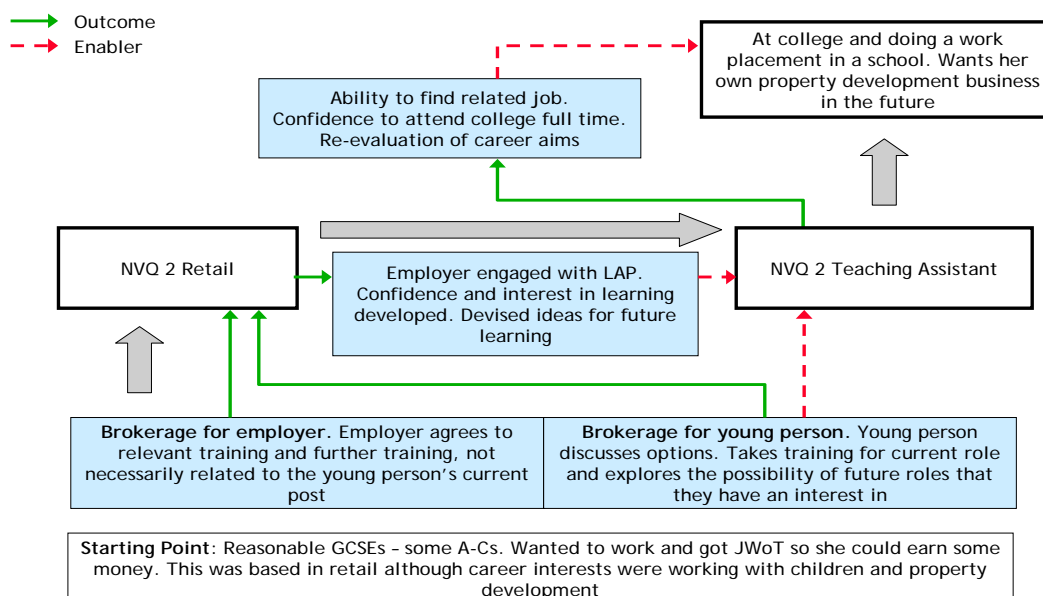 Outcome
Enabler
At college and doing a work
placement in a school. Wants her
own property development business
in the future
Ability to find related job.
Confidence to attend college full time.
Re-evaluation of career aims
NVQ 2 Retail
Employer engaged with LAP.
Confidence and interest in learning
developed. Devised ideas for future
learning
NVQ 2 Teaching Assistant
Brokerage for employer. Employer agrees to
relevant training and further training, not
necessarily related to the young person's current
post
Brokerage for young person. Young person
discusses options. Takes training for current role
and explores the possibility of future roles that
they have an interest in
Starting Point: Reasonable GCSEs – some A-Cs. Wanted to work and got JWoT so she could earn some
money. This was based in retail although career interests were working with children and property
development